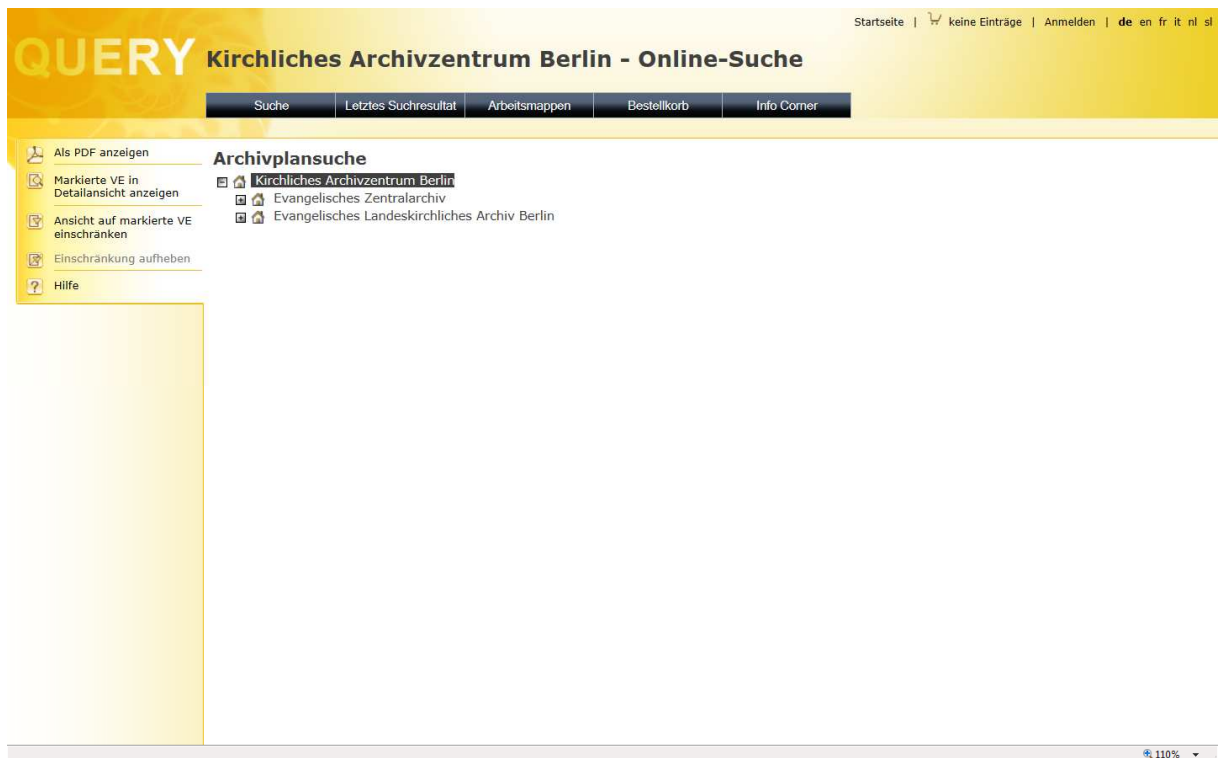 Startseite | keine Einträge | Anmelden | de en fr it nl sl
QUERY
Kirchliches Archivzentrum Berlin - Online-Suche
Suche Letztes Suchresultat Arbeitsmappen Bestellkorb Info Corner
Als PDF anzeigen
Markierte VE in
Detailansicht anzeigen
Ansicht auf markierte VE
einschränken
Einschränkung aufheben
Hilfe
Archivplansuche
Kirchliches Archivzentrum Berlin
Evangelisches Zentralarchiv
Evangelisches Landeskirchliches Archiv Berlin
110%